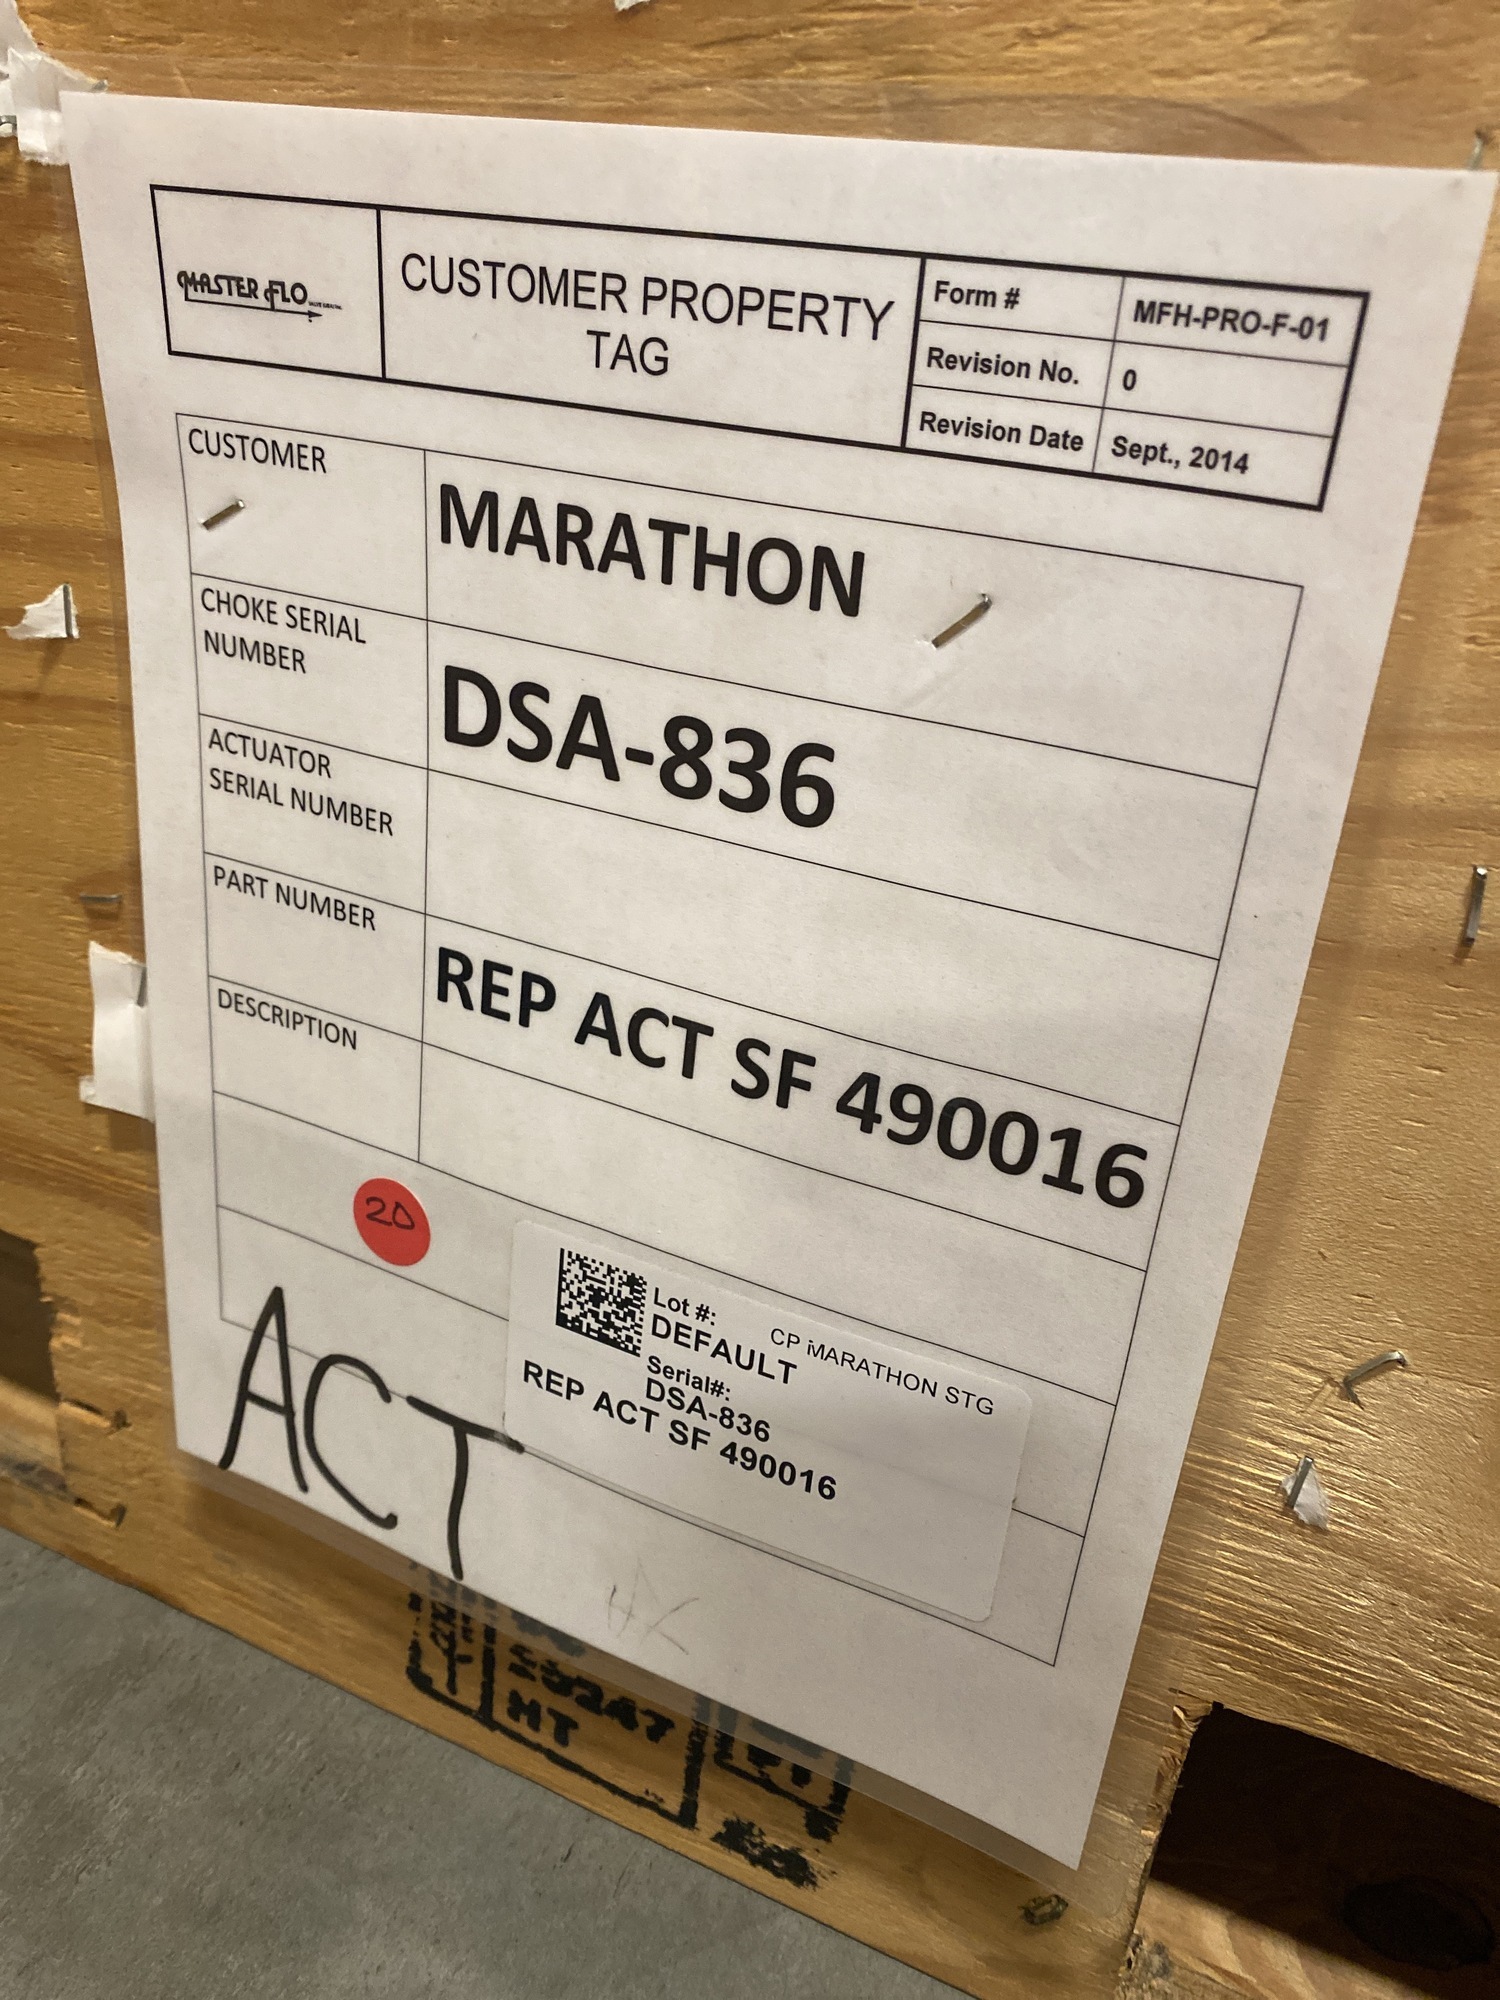 MASTER FLO
CUSTOMER PROPERTY
TAG
Form #
MFH-PRO-F-01
Revision No.
0
Revision Date
Sept., 2014
CUSTOMER
MARATHON
CHOKE SERIAL
NUMBER
DSA-836
ACTUATOR
SERIAL NUMBER
PART NUMBER
REP ACT SF 490016
DESCRIPTION
20
Lot #:
DEFAULT
CP MARATHON STG
Serial#:
DSA-836
REP ACT SF 490016
ACT
HT